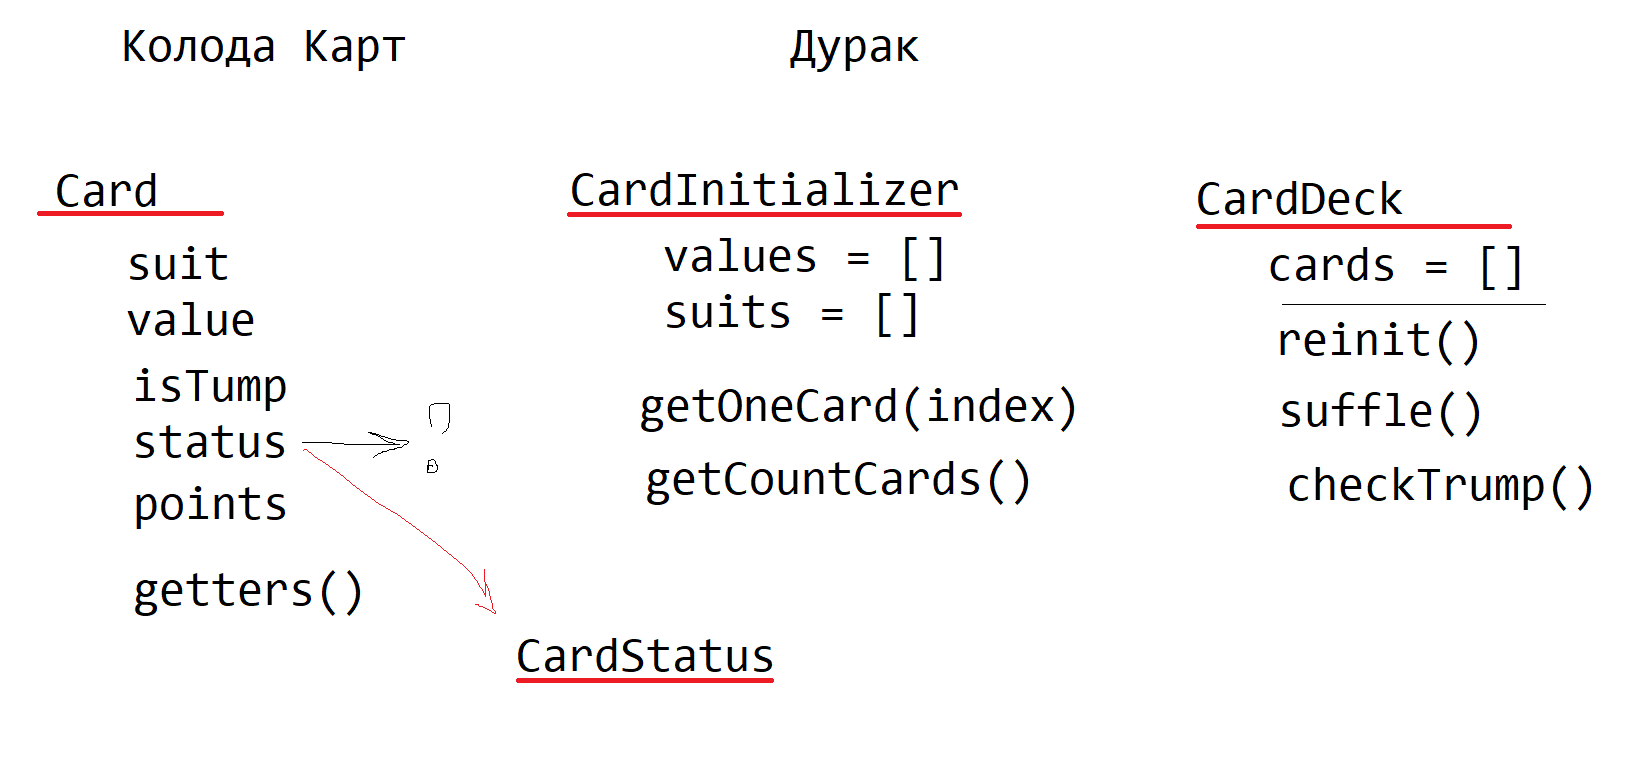 Колода Карт
Дурак
Card
suit
value
isTump
status
points
getters()
CardInitializer
values = []
suits = []
getOneCard(index)
getCountCards()
CardStatus
CardDeck
cards = []
reinit()
suffle()
checkTrump()